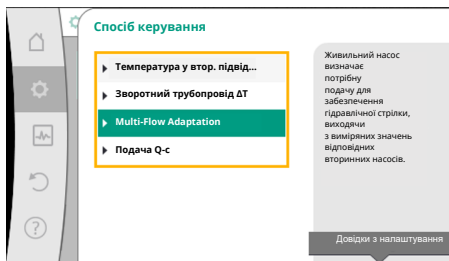 Спосіб керування
Температура у втор. підвід...
Зворотний трубопровід ΔT
Multi-Flow Adaptation
Подача Q-c
Живильний насос
визначає
потрібну
подачу для
забезпечення
гідравлічної стрілки,
виходячи
з виміряних значень
відповідних
вторинних насосів.
Довідки з налаштування